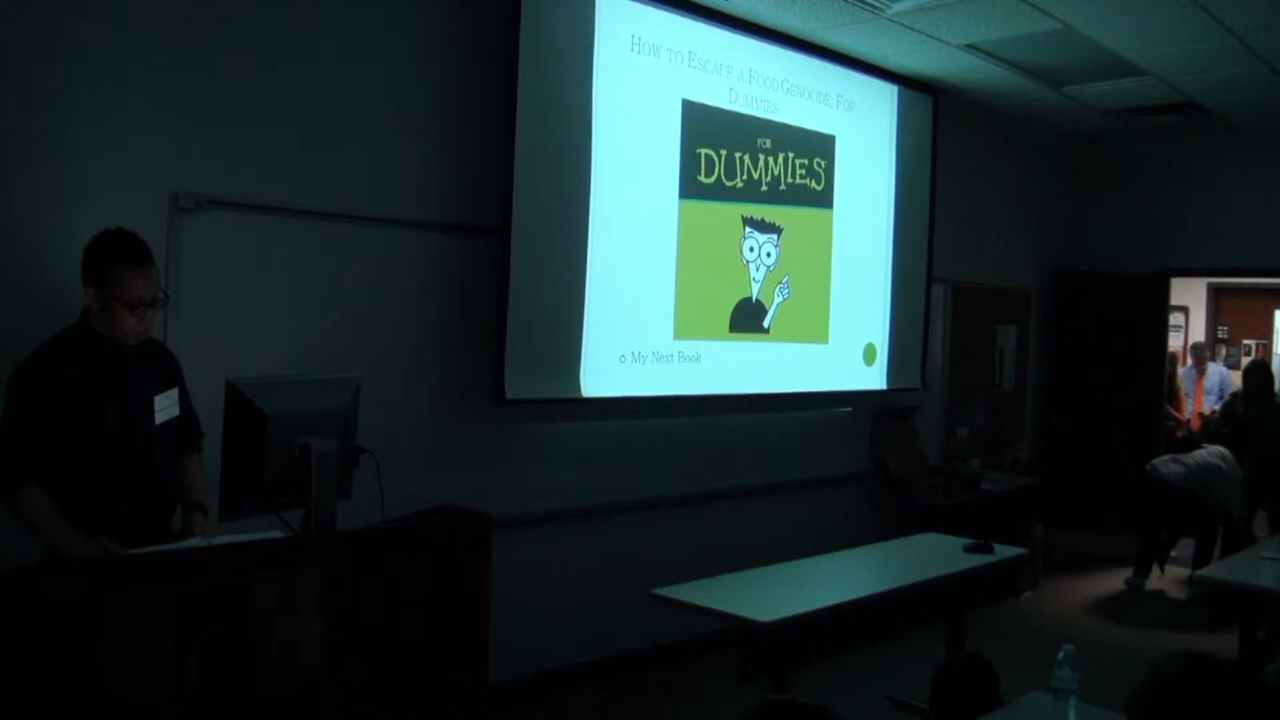 How to Escape a Food Genocide: For
Dummies
FOR
DUMMIES
My Next Book